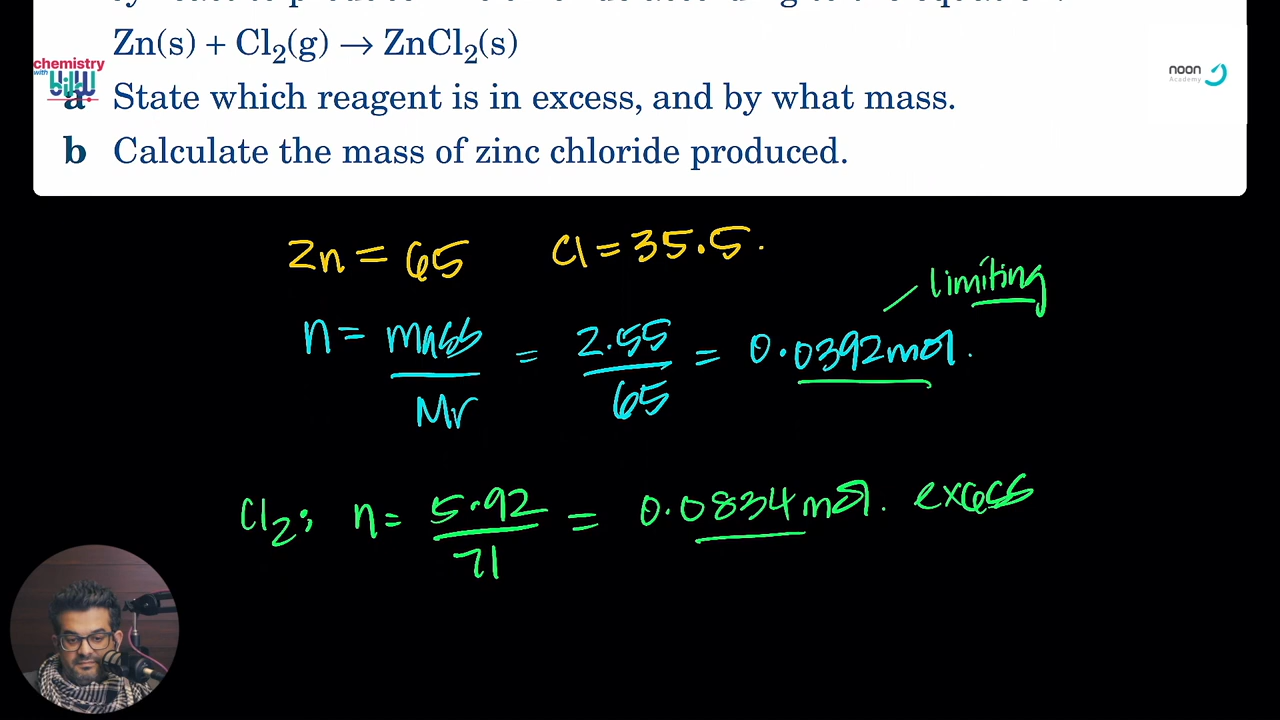 Zn(s) + Cl₂(g) → ZnCl₂(s)
chemistry
with
noon
Academy
a State which reagent is in excess, and by what mass.
b Calculate the mass of zinc chloride produced.
Zn = 65 Cl = 35.5.
limiting
n = mass/Mr = 2.55/65 = 0.0392 mol.
Cl₂; n = 5.92/71 = 0.0834 mol. excess